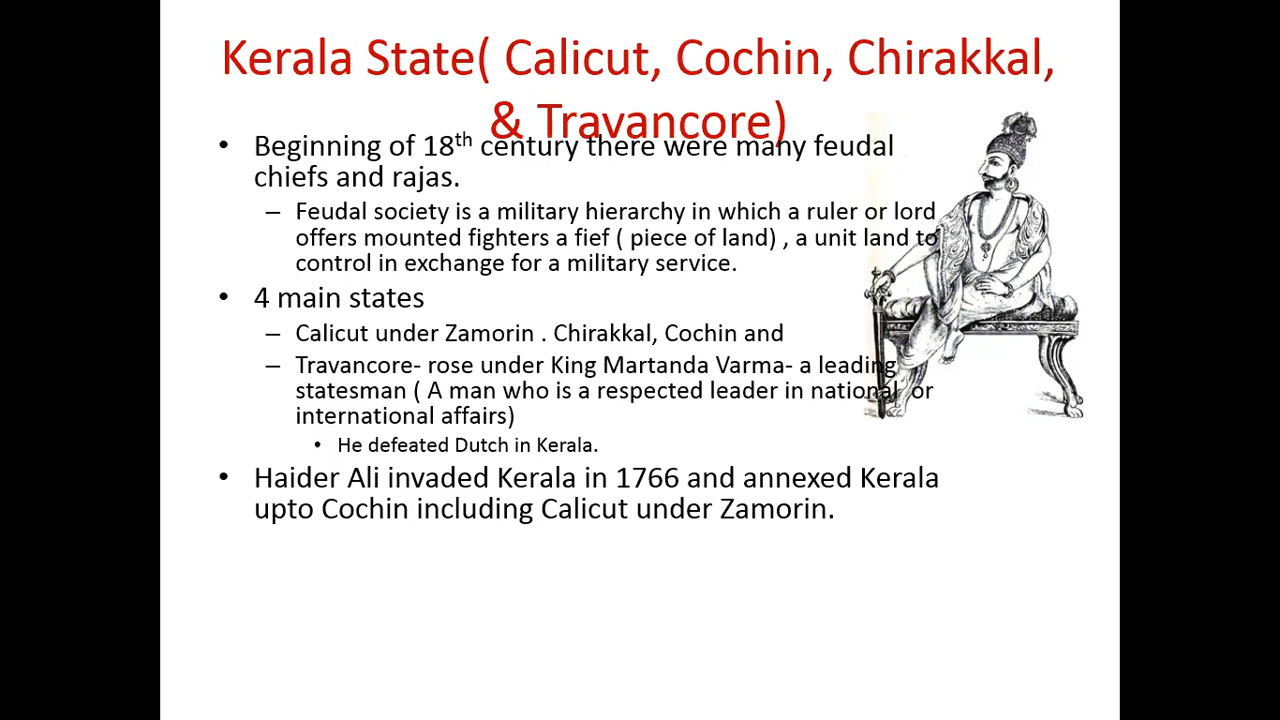 Kerala State( Calicut, Cochin, Chirakkal,
& Travancore)
• Beginning of 18th century there were many feudal
chiefs and rajas.
– Feudal society is a military hierarchy in which a ruler or lord
offers mounted fighters a fief ( piece of land) , a unit land to
control in exchange for a military service.
• 4 main states
– Calicut under Zamorin . Chirakkal, Cochin and
– Travancore- rose under King Martanda Varma- a leading
statesman ( A man who is a respected leader in national or
international affairs)
• He defeated Dutch in Kerala.
• Haider Ali invaded Kerala in 1766 and annexed Kerala
upto Cochin including Calicut under Zamorin.